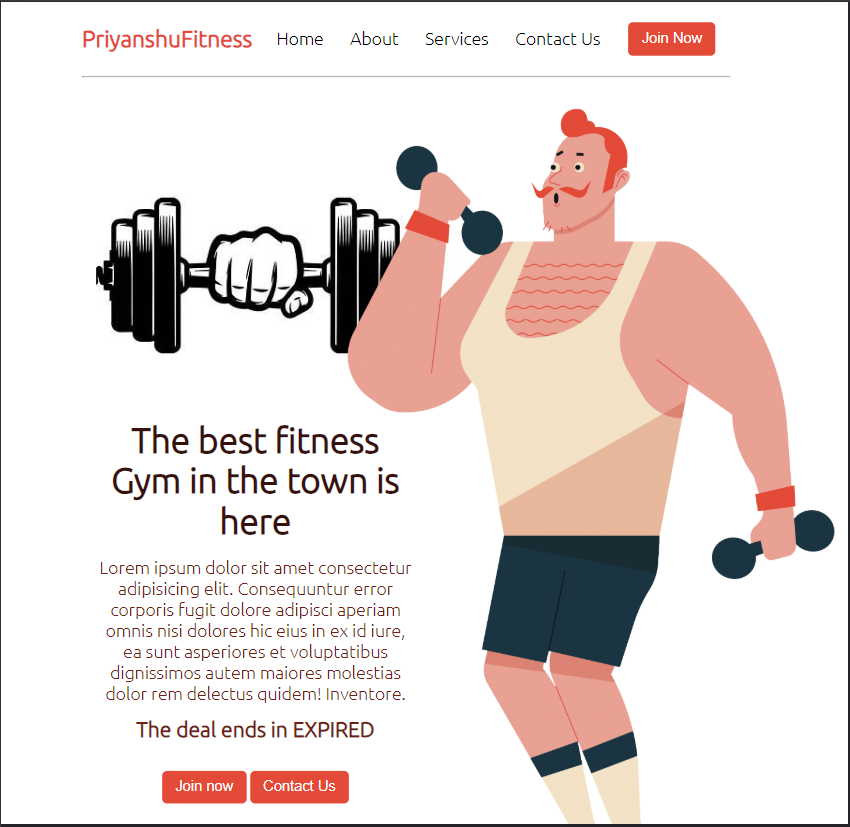 PriyanshuFitness Home About Services Contact Us Join Now
The best fitness
Gym in the town is
here
Lorem ipsum dolor sit amet consectetur
adipisicing elit. Consequuntur error
corporis fugit dolore adipisci aperiam
omnis nisi dolores hic eius in ex id iure,
ea sunt asperiores et voluptatibus
dignissimos autem maiores molestias
dolor rem delectus quidem! Inventore.
The deal ends in EXPIRED
Join now Contact Us